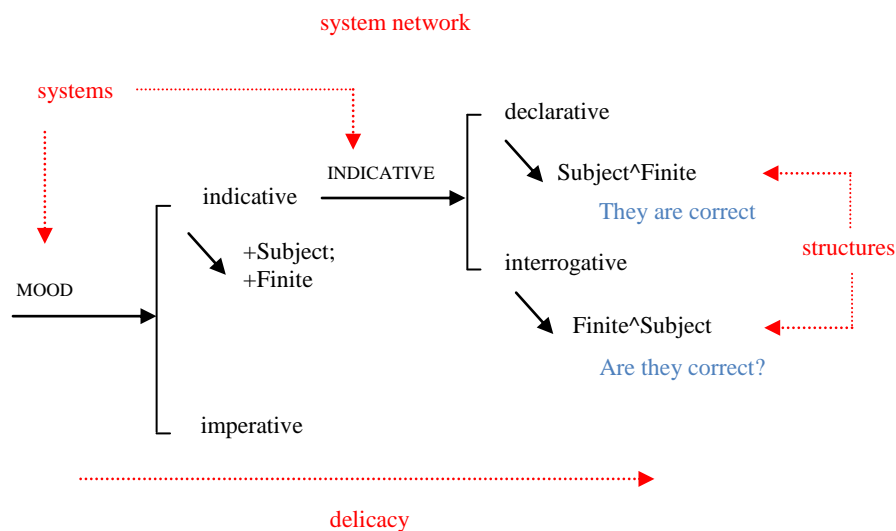 system network
systems
declarative
INDICATIVE
Subject^Finite
indicative
They are correct
+Subject;
+Finite
structures
interrogative
MOOD
Finite^Subject
Are they correct?
imperative
delicacy